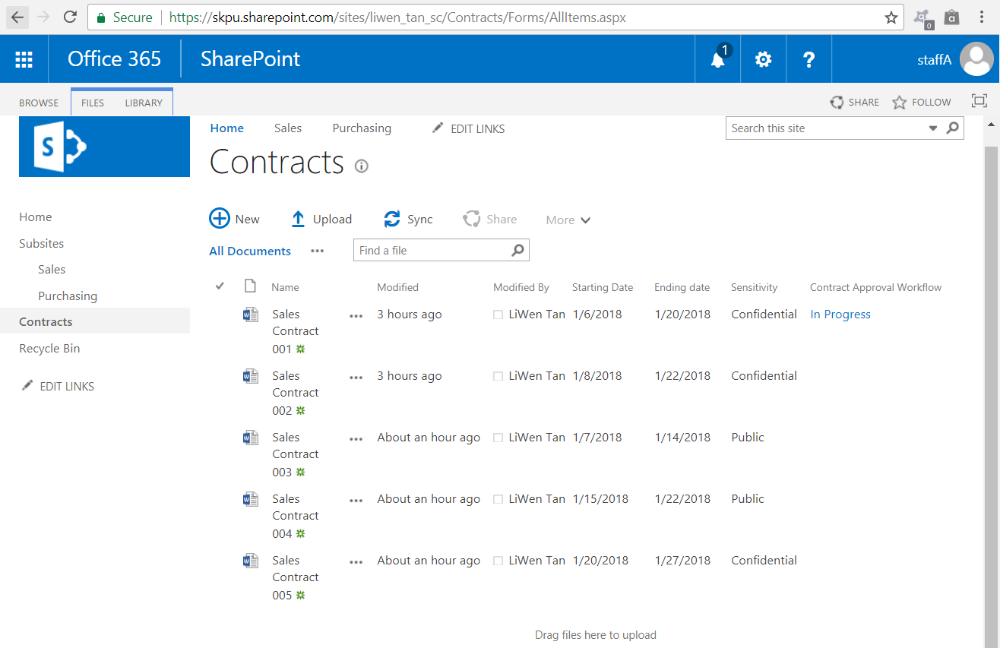 Secure https://skpu.sharepoint.com/sites/liwen_tan_sc/Contracts/Forms/AllItems.aspx
0
a
Office 365 SharePoint 1 ? staffA
BROWSE FILES LIBRARY SHARE FOLLOW
S
Home Sales Purchasing EDIT LINKS Search this site
Contracts
Home
Subsites
Sales
Purchasing
Contracts
Recycle Bin
EDIT LINKS
New Upload Sync Share More
All Documents ••• Find a file
Name Modified Modified By Starting Date Ending date Sensitivity Contract Approval Workflow
Sales ••• 3 hours ago LiWen Tan 1/6/2018 1/20/2018 Confidential In Progress
Contract
001
Sales ••• 3 hours ago LiWen Tan 1/8/2018 1/22/2018 Confidential
Contract
002
Sales ••• About an hour ago LiWen Tan 1/7/2018 1/14/2018 Public
Contract
003
Sales ••• About an hour ago LiWen Tan 1/15/2018 1/22/2018 Public
Contract
004
Sales ••• About an hour ago LiWen Tan 1/20/2018 1/27/2018 Confidential
Contract
005
Drag files here to upload